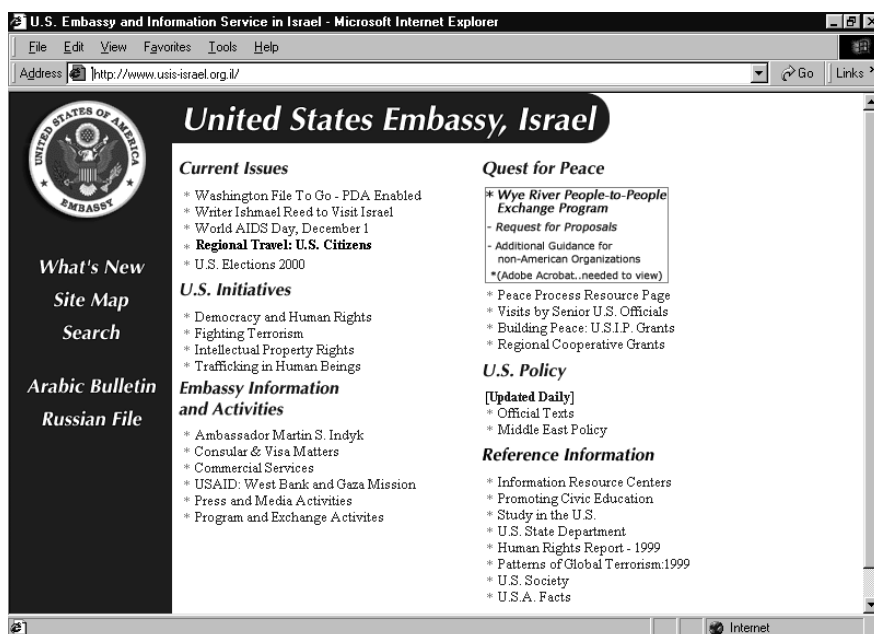 U.S. Embassy and Information Service in Israel - Microsoft Internet Explorer
File Edit View Favorites Tools Help
Address http://www.usis-israel.org.il/ Go Links »
UNITED STATES OF AMERICA
EMBASSY
What's New
Site Map
Search
Arabic Bulletin
Russian File
United States Embassy, Israel
Current Issues
* Washington File To Go - PDA Enabled
* Writer Ishmael Reed to Visit Israel
* World AIDS Day, December 1
* Regional Travel: U.S. Citizens
* U.S. Elections 2000
U.S. Initiatives
* Democracy and Human Rights
* Fighting Terrorism
* Intellectual Property Rights
* Trafficking in Human Beings
Embassy Information
and Activities
* Ambassador Martin S. Indyk
* Consular & Visa Matters
* Commercial Services
* USAID: West Bank and Gaza Mission
* Press and Media Activities
* Program and Exchange Activites
Quest for Peace
* Wye River People-to-People
Exchange Program
- Request for Proposals
- Additional Guidance for
non-American Organizations
*(Adobe Acrobat..needed to view)
* Peace Process Resource Page
* Visits by Senior U.S. Officials
* Building Peace: U.S.I.P. Grants
* Regional Cooperative Grants
U.S. Policy
[Updated Daily]
* Official Texts
* Middle East Policy
Reference Information
* Information Resource Centers
* Promoting Civic Education
* Study in the U.S.
* U.S. State Department
* Human Rights Report - 1999
* Patterns of Global Terrorism:1999
* U.S. Society
* U.S.A. Facts
Internet